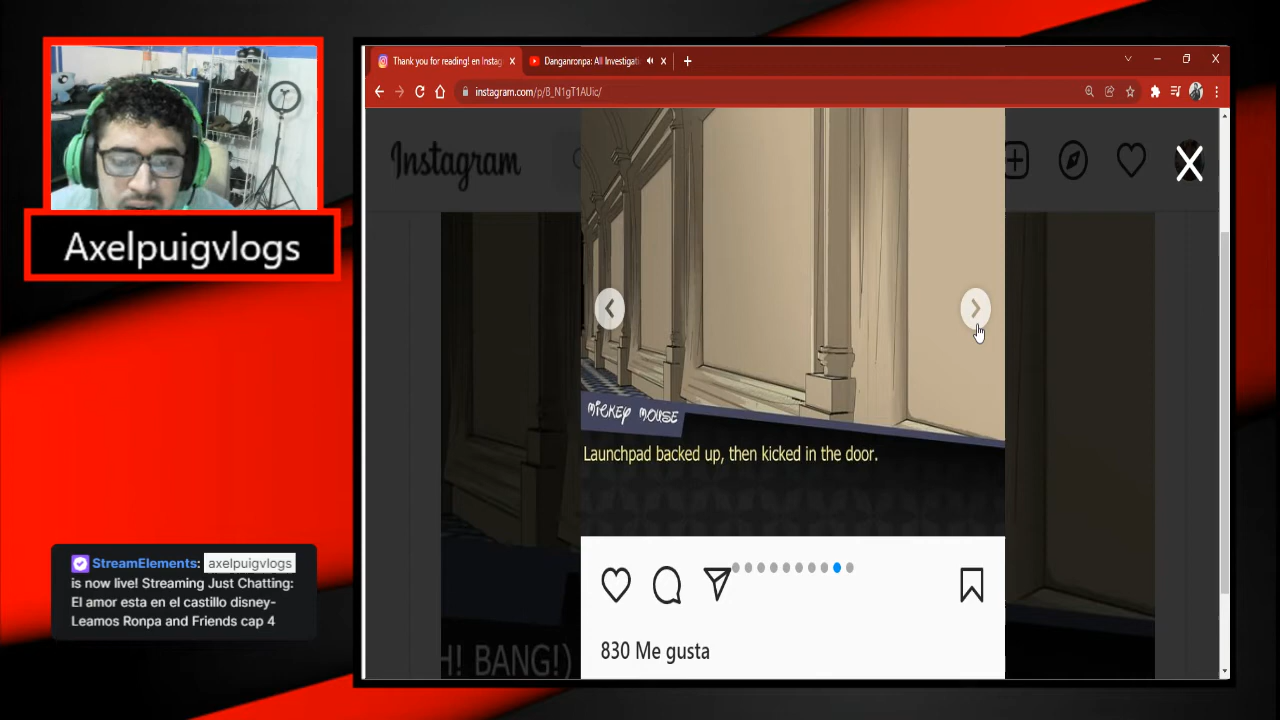 Thank you for reading! en Instag
Danganronpa: All Investigati
instagram.com/p/B_N1gT1AUic/
Instagram
X
Axelpuigvlogs
MICKEY MOUSE
Launchpad backed up, then kicked in the door.
StreamElements: axelpuigvlogs
is now live! Streaming Just Chatting:
El amor esta en el castillo disney-
Leamos Ronpa and Friends cap 4
H! BANG!)
830 Me gusta